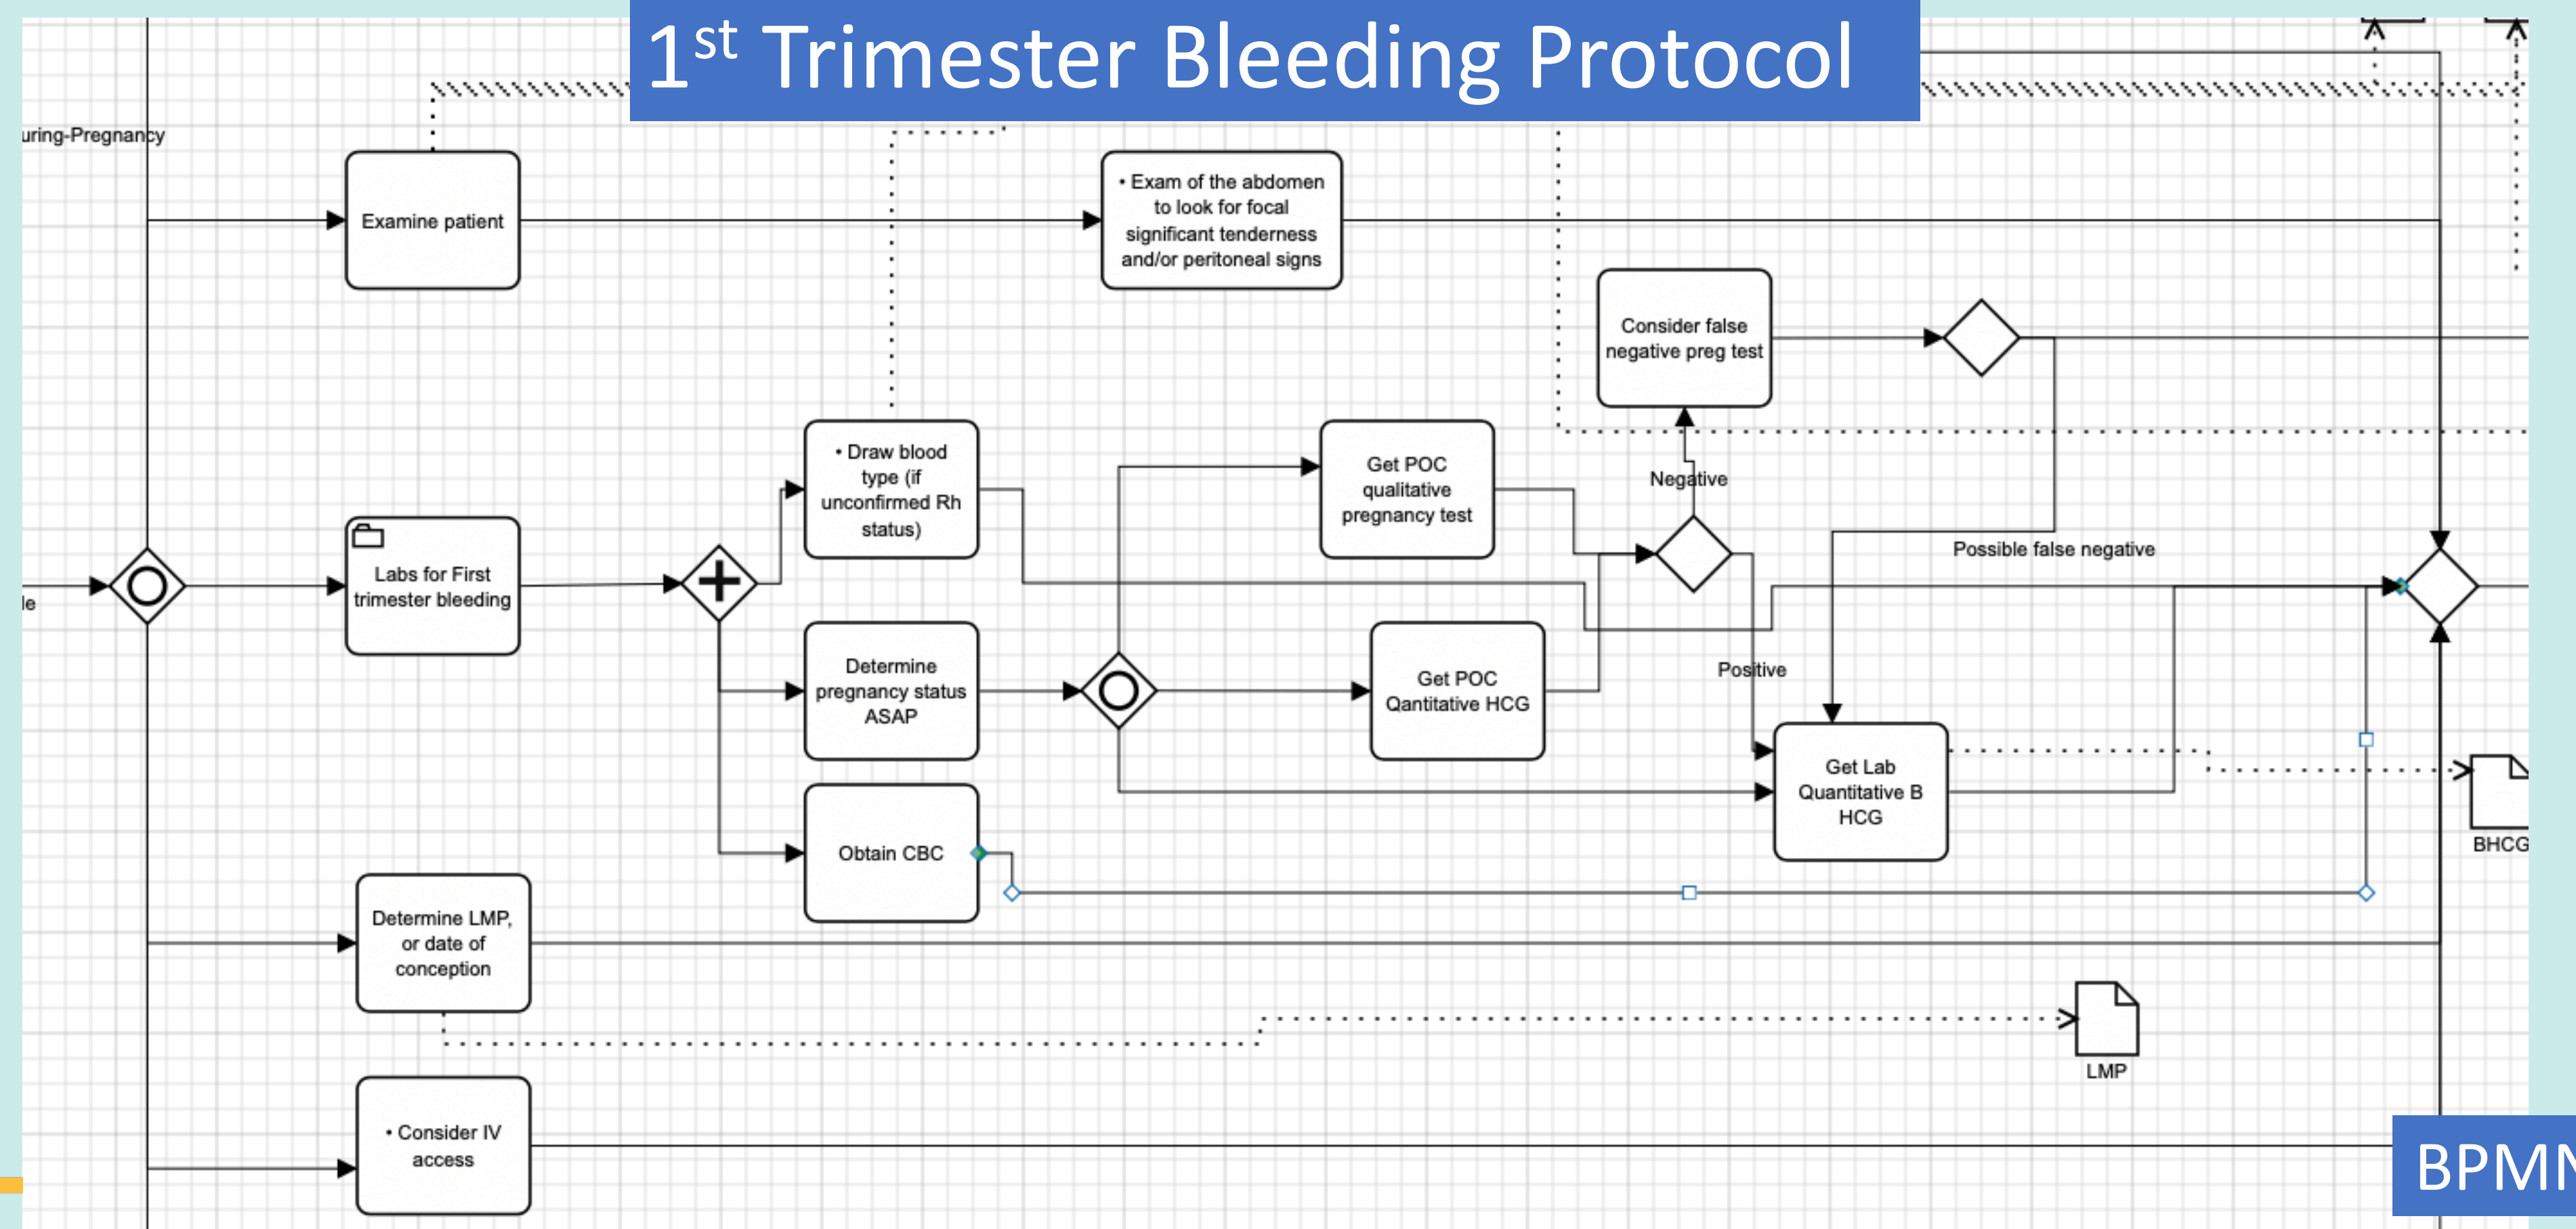 1st Trimester Bleeding Protocol
uring-Pregnancy
Examine patient
• Exam of the abdomen
to look for focal
significant tenderness
and/or peritoneal signs
Consider false
negative preg test
• Draw blood
type (if
unconfirmed Rh
status)
Get POC
qualitative
pregnancy test
Negative
Possible false negative
le
Labs for First
trimester bleeding
Determine
pregnancy status
ASAP
Get POC
Qantitative HCG
Positive
Get Lab
Quantitative B
HCG
BHCG
Obtain CBC
Determine LMP,
or date of
conception
LMP
• Consider IV
access
BPMN